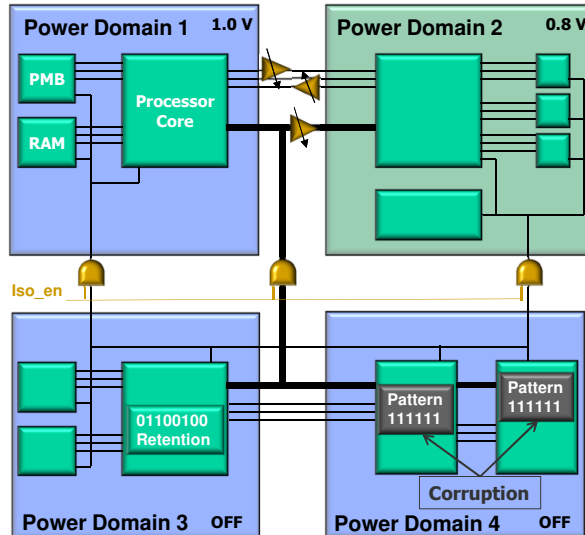 Power Domain 1 1.0 V
Power Domain 2 0.8 V
PMB
Processor
Core
RAM
Iso_en
01100100
Retention
Pattern
111111
Pattern
111111
Corruption
Power Domain 3 OFF
Power Domain 4 OFF